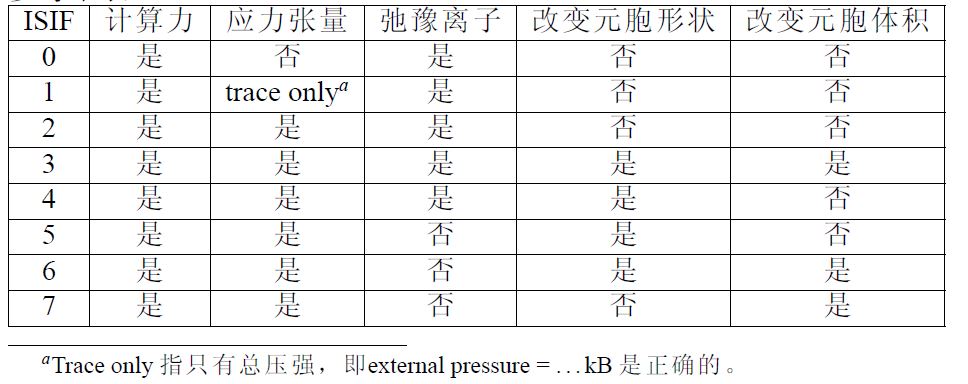 ISIF 计算力 应力张量 弛豫离子 改变元胞形状 改变元胞体积
0 是 否 是 否 否
1 是 trace onlyᵃ 是 否 否
2 是 是 是 否 否
3 是 是 是 是 是
4 是 是 是 是 否
5 是 是 否 是 否
6 是 是 否 是 是
7 是 是 否 否 是
ᵃTrace only 指只有总压强，即external pressure = ...kB 是正确的。